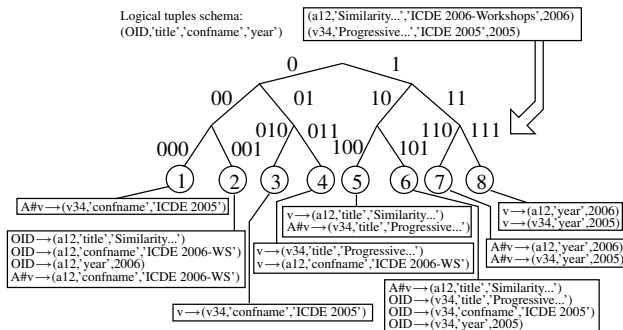 Logical tuples schema:
(OID,'title','confname','year')
(a12,'Similarity...','ICDE 2006-Workshops',2006)
(v34,'Progressive...','ICDE 2005',2005)
0 1
00 01 10 11
000 001 010 011 100 101 110 111
1 2 3 4 5 6 7 8
A#v→(v34,'confname','ICDE 2005')
OID→(a12,'title','Similarity...')
OID→(a12,'confname','ICDE 2006-WS')
OID→(a12,'year',2006)
A#v→(a12,'confname','ICDE 2006-WS')
v→(v34,'confname','ICDE 2005')
v→(v34,'title','Progressive...')
v→(a12,'confname','ICDE 2006-WS')
v→(a12,'title','Similarity...')
A#v→(v34,'title','Progressive...')
A#v→(a12,'title','Similarity...')
OID→(v34,'title','Progressive...')
OID→(v34,'confname','ICDE 2005')
OID→(v34,'year',2005)
A#v→(a12,'year',2006)
A#v→(v34,'year',2005)
v→(a12,'year',2006)
v→(v34,'year',2005)